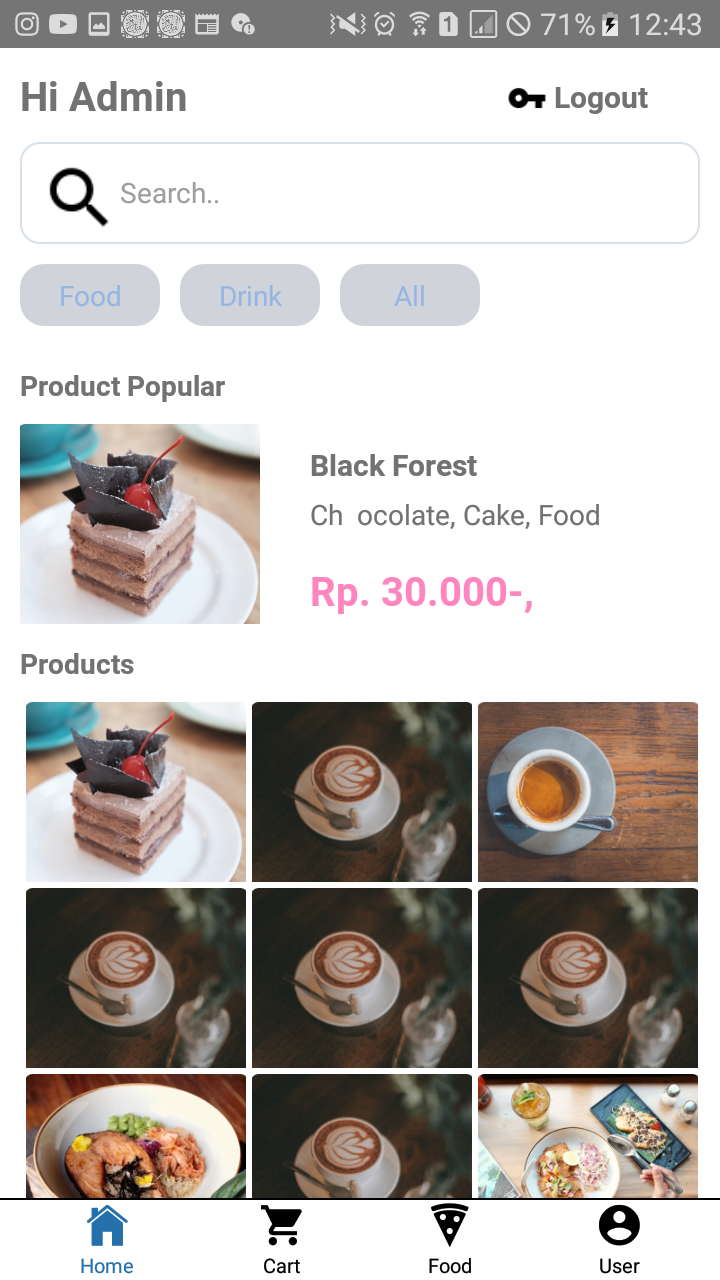 71% 12:43
Hi Admin Logout
Search..
Food Drink All
Product Popular
Black Forest
Ch ocolate, Cake, Food
Rp. 30.000-,
Products
Home Cart Food User